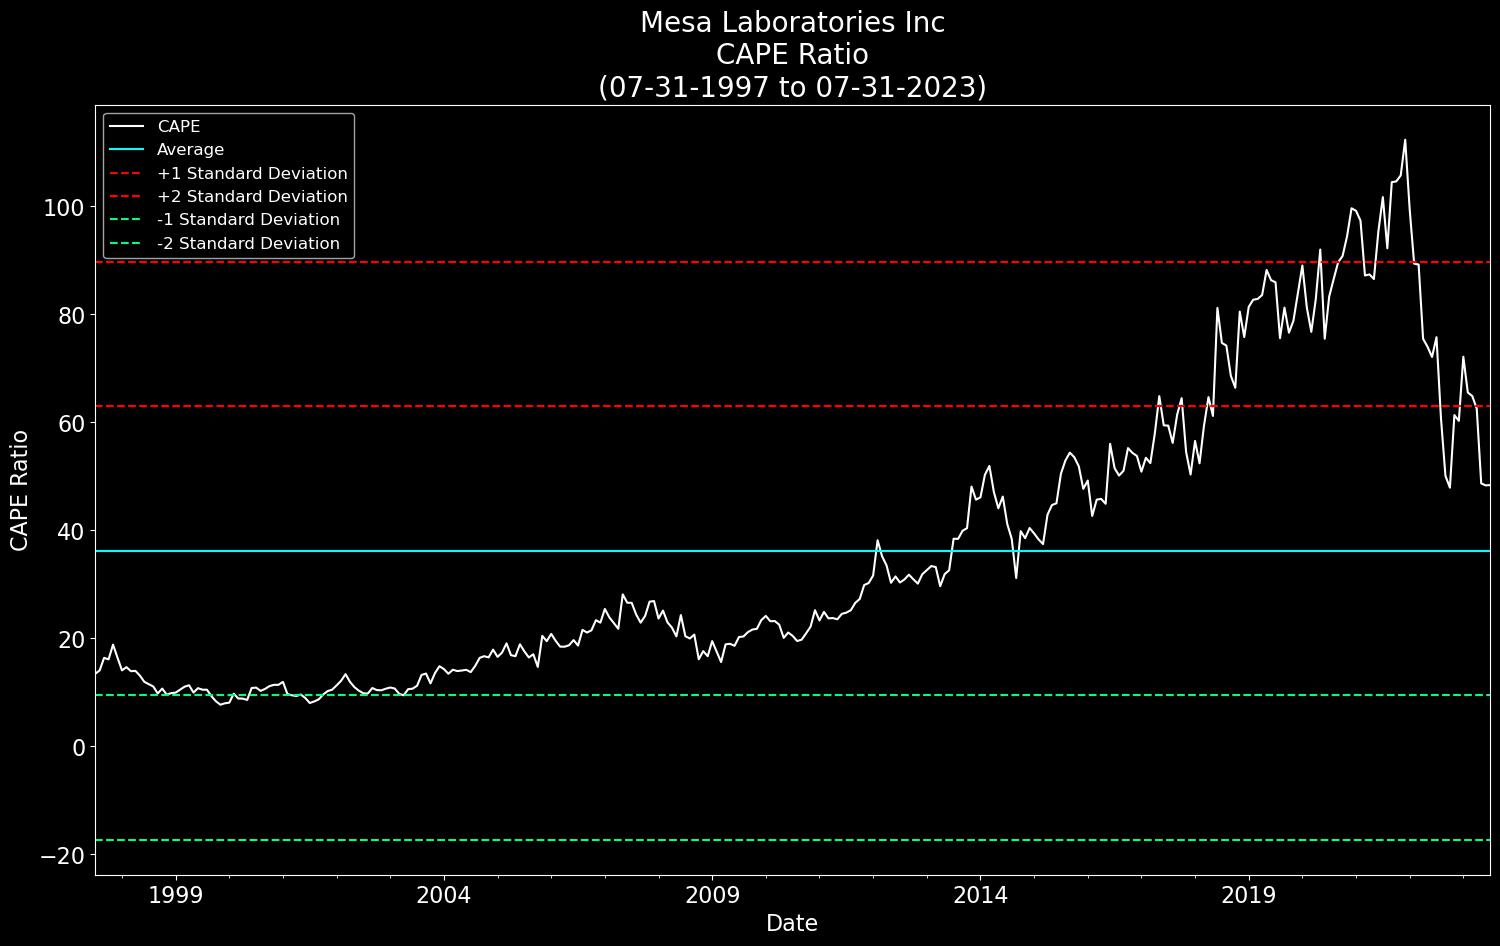 Mesa Laboratories Inc
CAPE Ratio
(07-31-1997 to 07-31-2023)
CAPE
Average
+1 Standard Deviation
+2 Standard Deviation
-1 Standard Deviation
-2 Standard Deviation
100
80
60
40
20
0
−20
CAPE Ratio
1999
2004
2009
2014
2019
Date